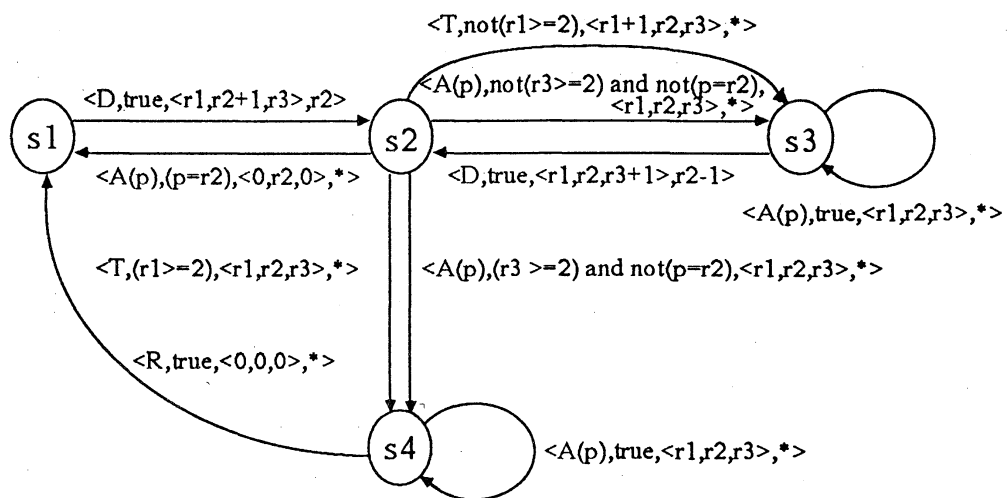 <T,not(r1>=2),<r1+1,r2,r3>,*>
<A(p),not(r3>=2) and not(p=r2),
<r1,r2,r3>,*>
<D,true,<r1,r2+1,r3>,r2>
s1
s2
s3
<A(p),(p=r2),<0,r2,0>,*>
<D,true,<r1,r2,r3+1>,r2-1>
<A(p),true,<r1,r2,r3>,*>
<T,(r1>=2),<r1,r2,r3>,*>
<A(p),(r3 >=2) and not(p=r2),<r1,r2,r3>,*>
<R,true,<0,0,0>,*>
s4
<A(p),true,<r1,r2,r3>,*>